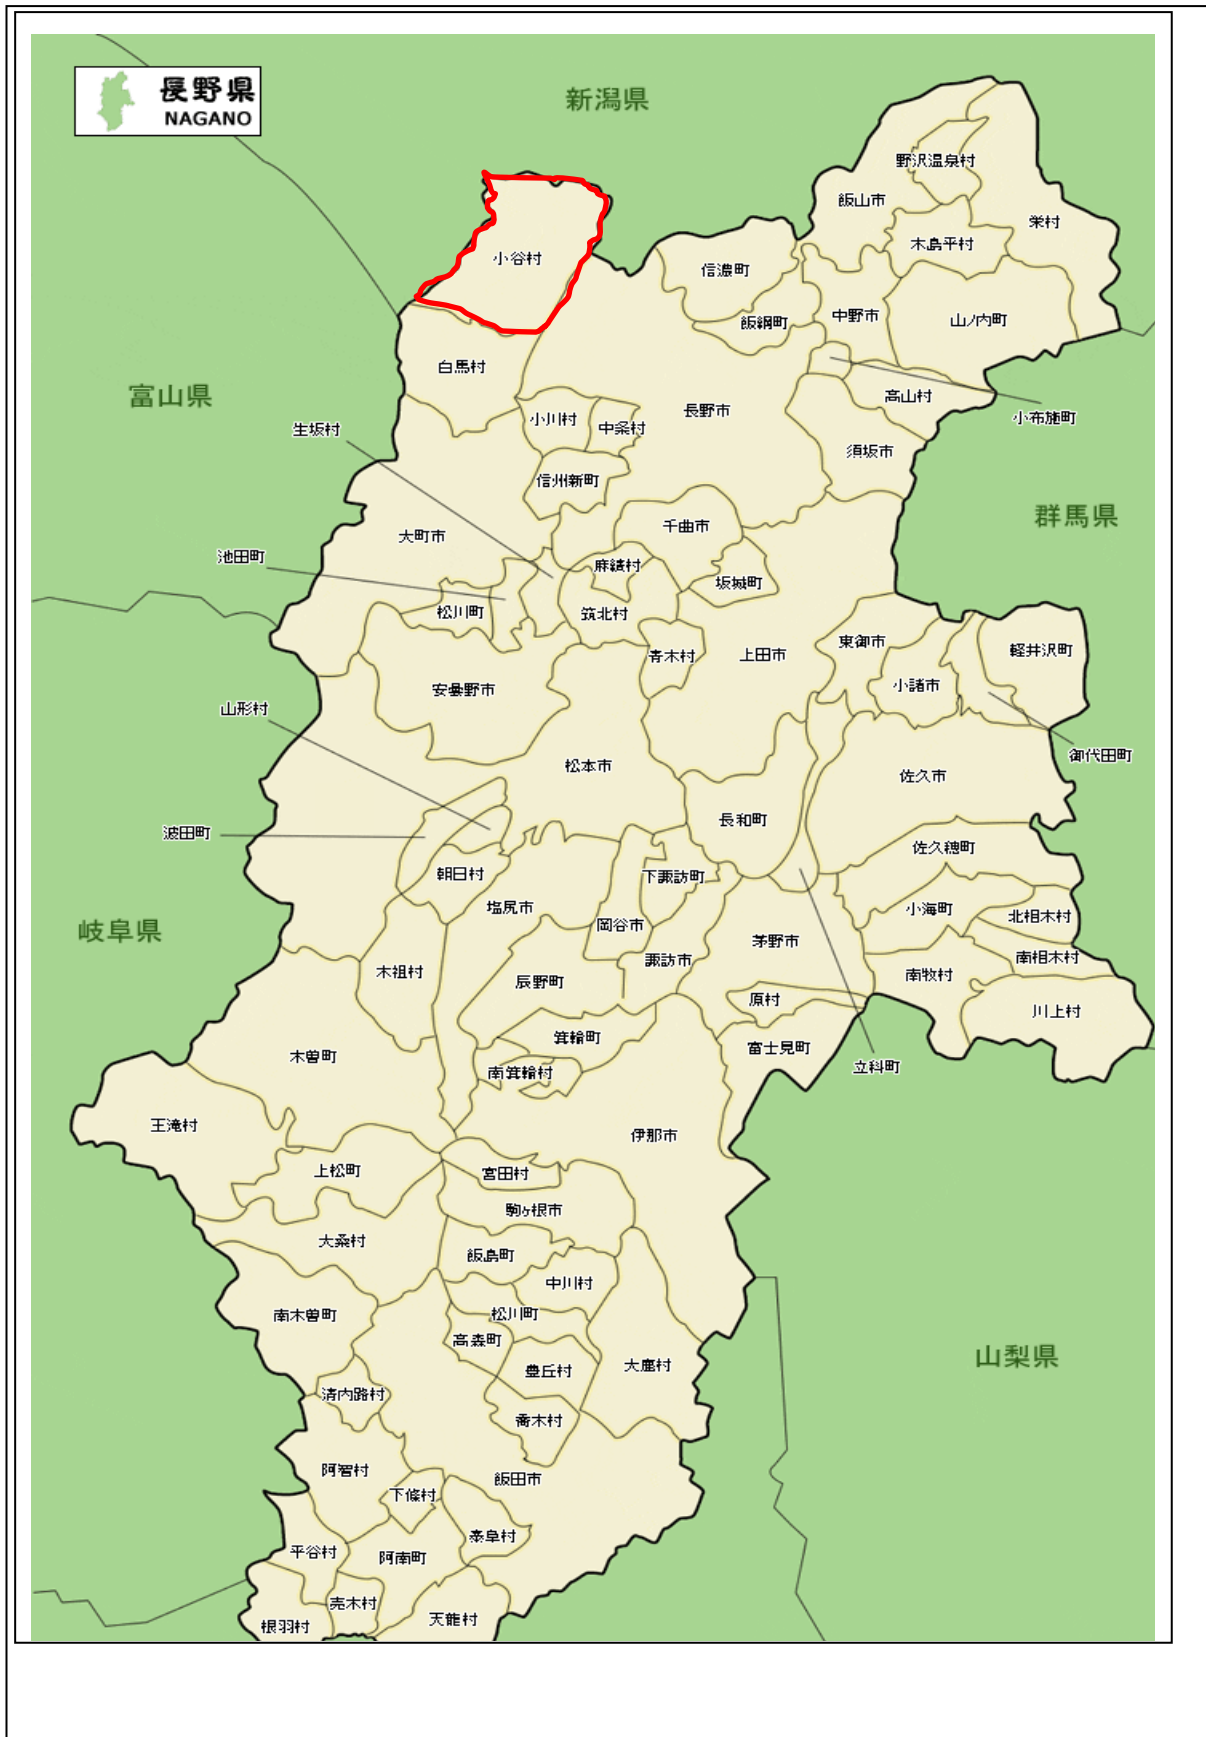 長野県
NAGANO
新潟県
野沢温泉村
飯山市
栄村
木島平村
小谷村
信濃町
飯綱町
中野市
山ノ内町
白馬村
富山県
高山村
小布施町
長野市
小川村
中条村
生坂村
須坂市
信州新町
群馬県
千曲市
大町市
池田町
麻績村
坂城町
松川町
筑北村
東御市
軽井沢町
青木村
上田市
小諸市
安曇野市
山形村
御代田町
松本市
佐久市
長和町
波田町
佐久穂町
朝日村
下諏訪町
塩尻市
小海町
北相木村
岡谷市
岐阜県
茅野市
諏訪市
南相木村
木祖村
南牧村
辰野町
原村
川上村
箕輪町
富士見町
木曽町
立科町
南箕輪村
王滝村
伊那市
上松町
宮田村
駒ヶ根市
大桑村
飯島町
中川村
南木曽町
松川町
高森町
山梨県
大鹿村
豊丘村
清内路村
喬木村
阿智村
飯田市
下條村
泰阜村
平谷村
阿南町
売木村
天龍村
根羽村